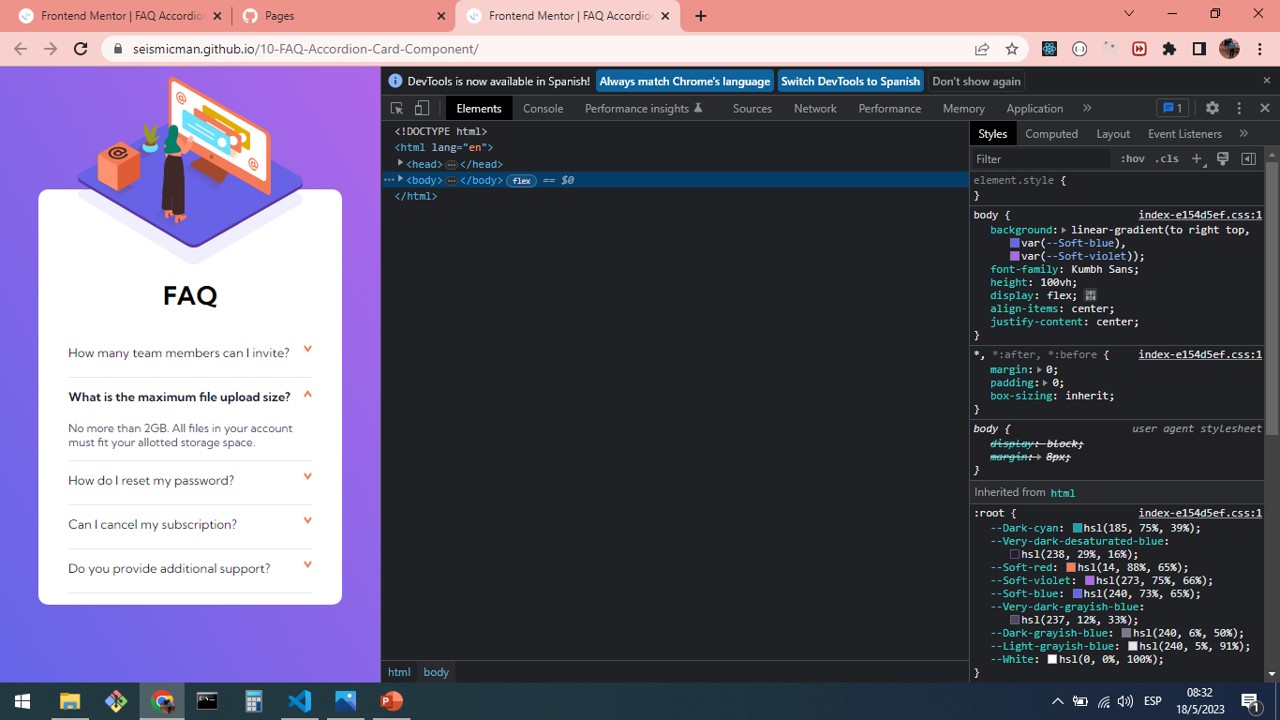 Frontend Mentor | FAQ Accordio
Pages
Frontend Mentor | FAQ Accordio
seismicman.github.io/10-FAQ-Accordion-Card-Component/
DevTools is now available in Spanish!
Always match Chrome's language
Switch DevTools to Spanish
Don't show again
Elements
Console
Performance insights
Sources
Network
Performance
Memory
Application
1
<!DOCTYPE html>
<html lang="en">
<head> … </head>
… <body> … </body> flex == $0
</html>
html
body
Styles
Computed
Layout
Event Listeners
Filter
:hov
.cls
element.style {
}
body {
index-e154d5ef.css:1
background: linear-gradient(to right top,
var(--Soft-blue),
var(--Soft-violet));
font-family: Kumbh Sans;
height: 100vh;
display: flex;
align-items: center;
justify-content: center;
}
*, *:after, *:before {
index-e154d5ef.css:1
margin: 0;
padding: 0;
box-sizing: inherit;
}
body {
user agent stylesheet
display: block;
margin: 8px;
}
Inherited from html
:root {
index-e154d5ef.css:1
--Dark-cyan: hsl(185, 75%, 39%);
--Very-dark-desaturated-blue:
hsl(238, 29%, 16%);
--Soft-red: hsl(14, 88%, 65%);
--Soft-violet: hsl(273, 75%, 66%);
--Soft-blue: hsl(240, 73%, 65%);
--Very-dark-grayish-blue:
hsl(237, 12%, 33%);
--Dark-grayish-blue: hsl(240, 6%, 50%);
--Light-grayish-blue: hsl(240, 5%, 91%);
--White: hsl(0, 0%, 100%);
}
@
@
@
FAQ
How many team members can I invite?
What is the maximum file upload size?
No more than 2GB. All files in your account
must fit your allotted storage space.
How do I reset my password?
Can I cancel my subscription?
Do you provide additional support?
ESP
08:32
18/5/2023
1